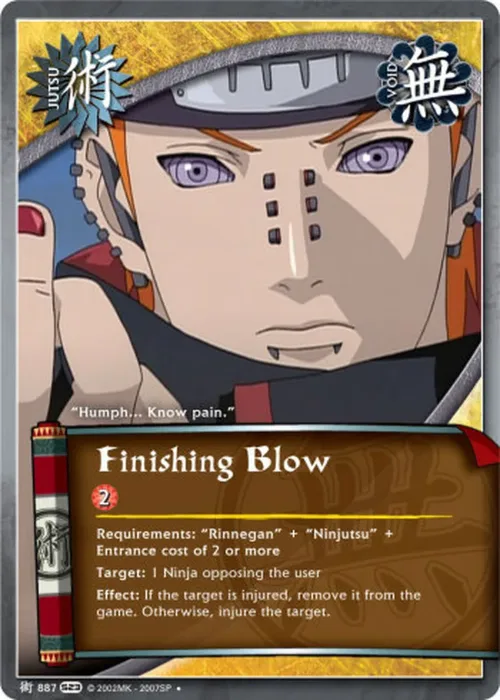 JUTSU
術
VOID
無
"Humph... Know pain."
Finishing Blow
2
Requirements: "Rinnegan" + "Ninjutsu" +
Entrance cost of 2 or more
Target: 1 Ninja opposing the user
Effect: If the target is injured, remove it from the
game. Otherwise, injure the target.
術
術 887 © 2002MK - 2007SP •